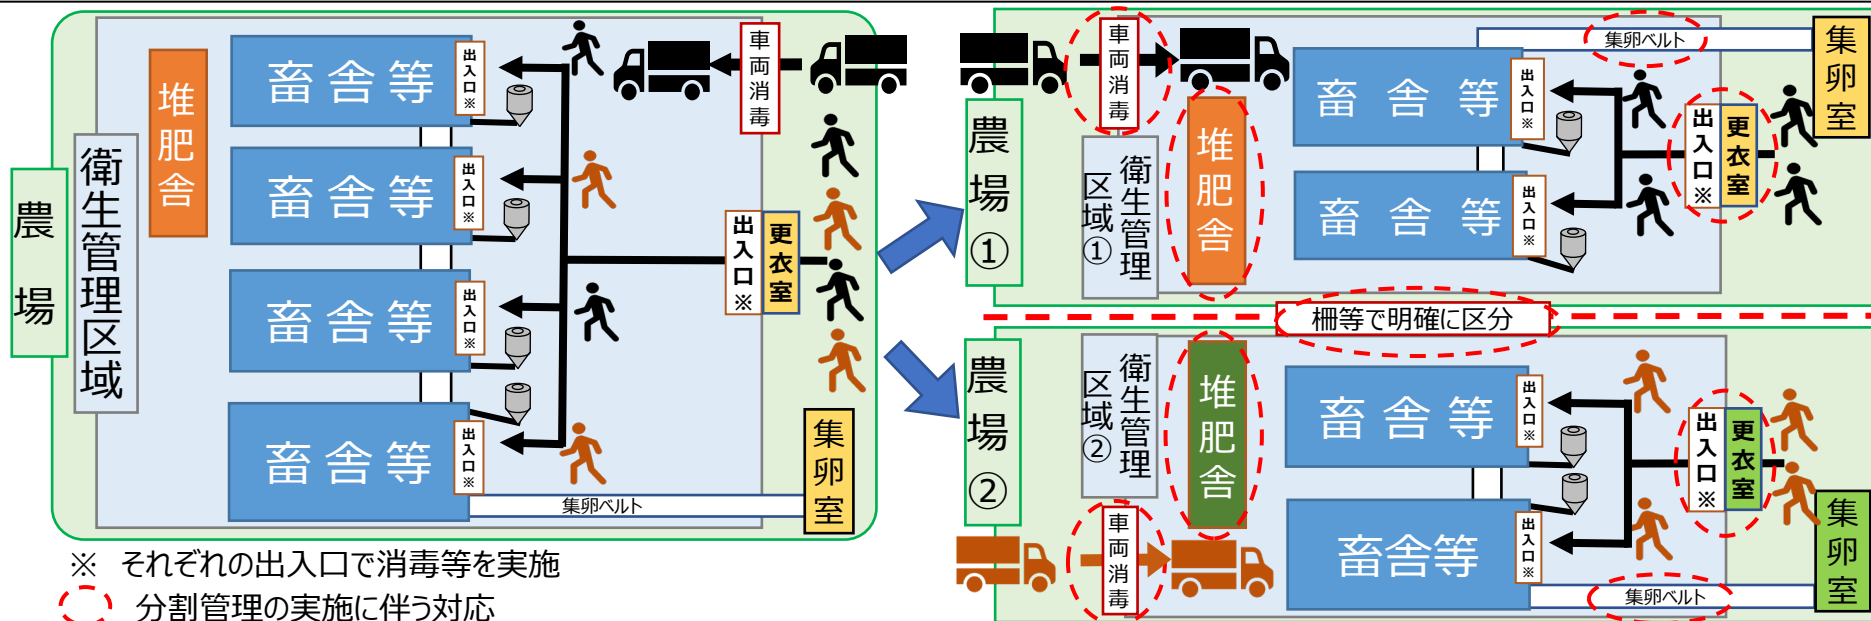 農場
衛生管理区域
堆肥舎
畜舎等
出入口※
畜舎等
出入口※
畜舎等
出入口※
畜舎等
出入口※
車両消毒
出入口※
更衣室
集卵ベルト
集卵室
※ それぞれの出入口で消毒等を実施
分割管理の実施に伴う対応
農場①
衛生管理区域①
車両消毒
堆肥舎
畜舎等
出入口※
畜舎等
出入口※
集卵ベルト
集卵室
出入口※
更衣室
柵等で明確に区分
農場②
衛生管理区域②
堆肥舎
車両消毒
畜舎等
出入口※
畜舎等
出入口※
出入口※
更衣室
集卵ベルト
集卵室